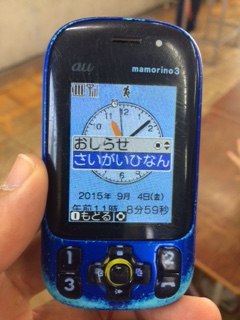 au
mamorino3
おしらせ
さいがいひなん
2015年 9月 4日(金)
午前11時 8分59秒
もどる
1
2
3